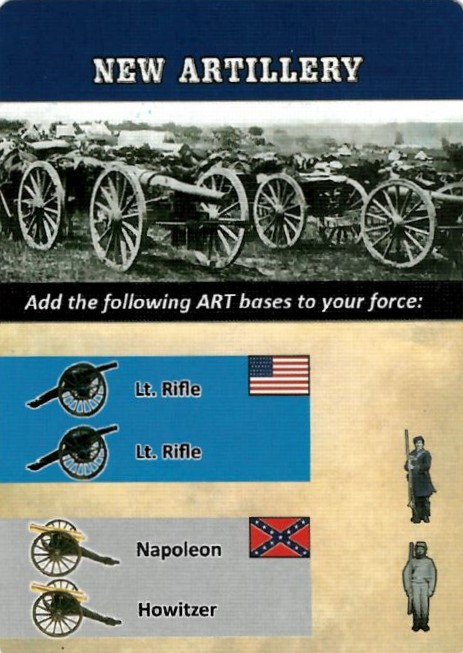 NEW ARTILLERY
Add the following ART bases to your force:
Lt. Rifle
Lt. Rifle
Napoleon
Howitzer